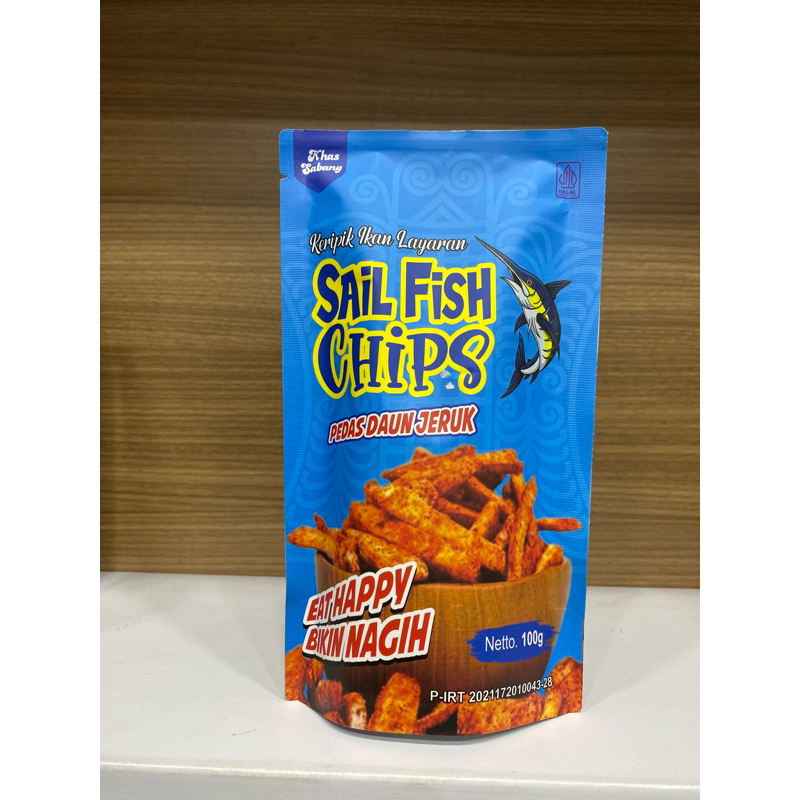 Khas
Sabang
HALAL
Keripik Ikan Layaran
SAIL FISH
CHIPS
PEDAS DAUN JERUK
EAT HAPPY
BIKIN NAGIH
Netto. 100g
P-IRT 2021172010043-28